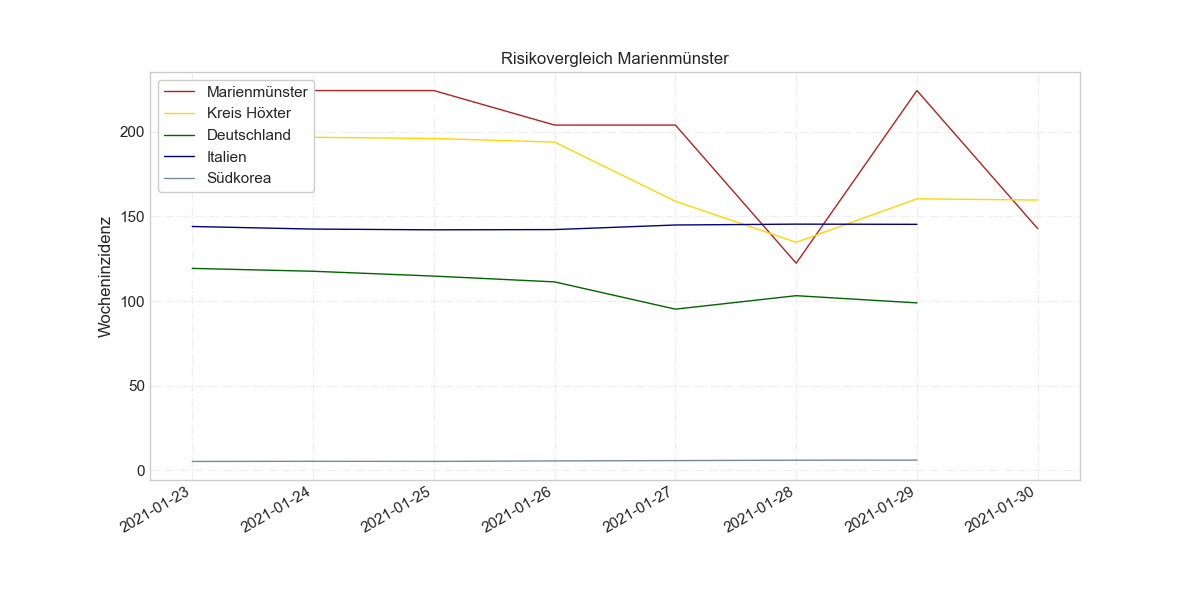 Risikovergleich Marienmünster
Marienmünster
Kreis Höxter
Deutschland
Italien
Südkorea
Wocheninzidenz
200
150
100
50
0
2021-01-23
2021-01-24
2021-01-25
2021-01-26
2021-01-27
2021-01-28
2021-01-29
2021-01-30